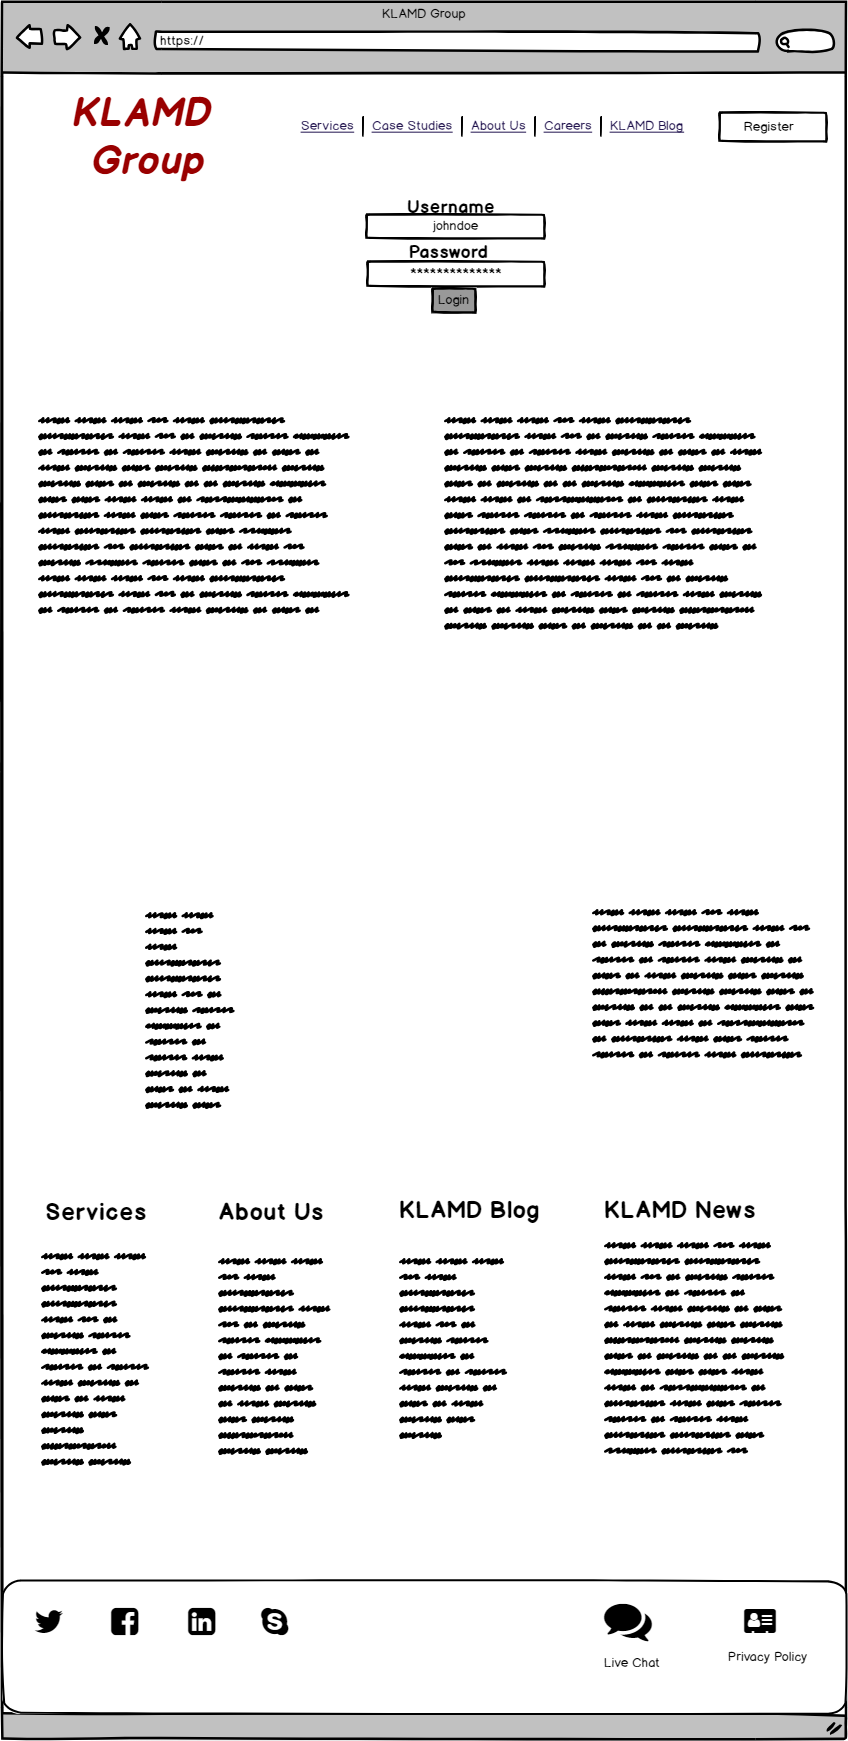 KLAMD Group
https://
KLAMD
Group
Services
Case Studies
About Us
Careers
KLAMD Blog
Register
Username
johndoe
Password
**************
Login
Services
About Us
KLAMD Blog
KLAMD News
Live Chat
Privacy Policy